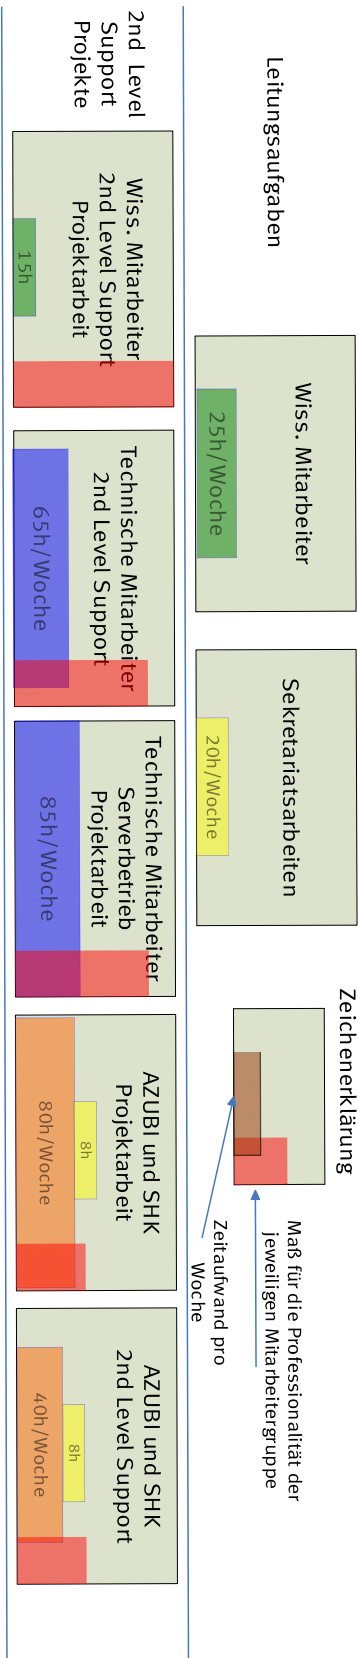 Leitungsaufgaben
Wiss. Mitarbeiter
25h/Woche
Sekretariatsarbeiten
20h/Woche
Zeichenerklärung
Maß für die Professionalität der
jeweiligen Mitarbeitergruppe
Zeitaufwand pro
Woche
2nd Level
Support
Projekte
Wiss. Mitarbeiter
2nd Level Support
Projektarbeit
15h
Technische Mitarbeiter
2nd Level Support
65h/Woche
Technische Mitarbeiter
Serverbetrieb
Projektarbeit
85h/Woche
AZUBI und SHK
Projektarbeit
8h
80h/Woche
AZUBI und SHK
2nd Level Support
8h
40h/Woche